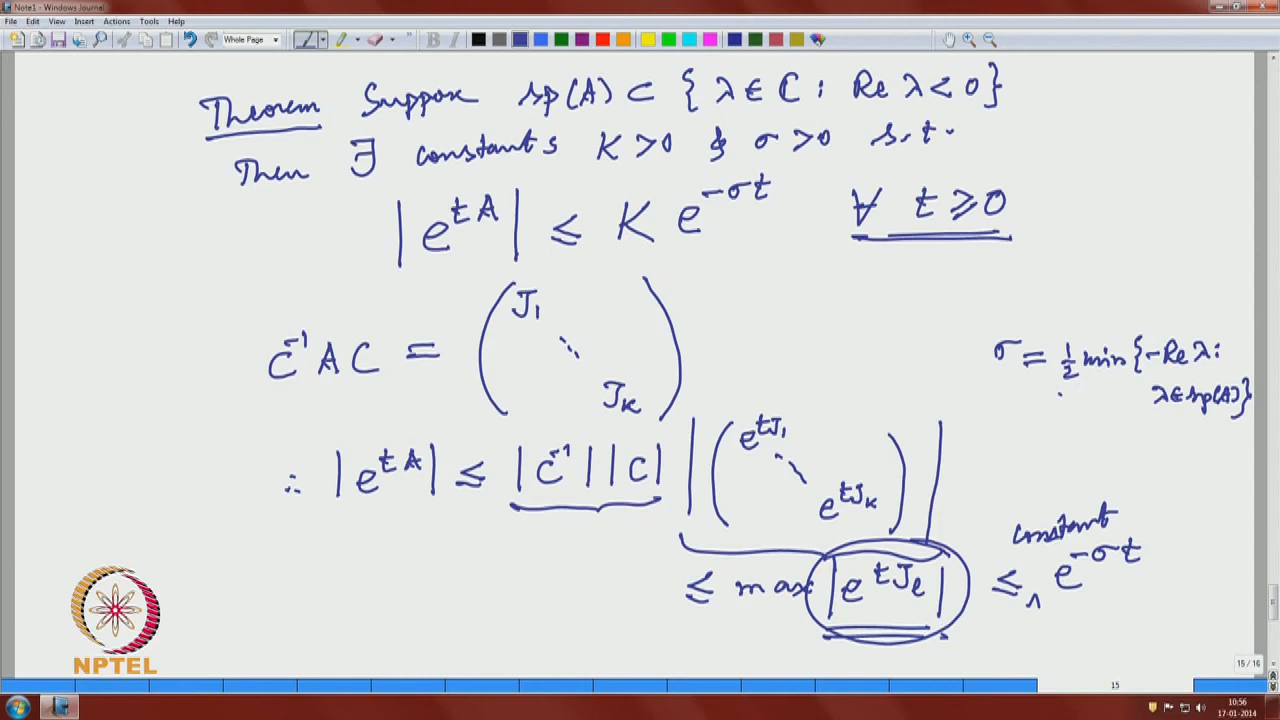 Note1 - Windows Journal
File Edit View Insert Actions Tools Help
Whole Page
Theorem Suppose sp(A) ⊂ {λ ∈ ℂ : Re λ < 0}
Then ∃ constants K > 0 & σ > 0 s.t.
|e^{tA}| ≤ K e^{-σt} ∀ t ≥ 0
C^{-1} A C = ( J_1 ⋱ J_k )
σ = 1/2 min{-Re λ :
λ ∈ sp(A)}
∴ |e^{tA}| ≤ |C^{-1}| |C| | ( e^{tJ_1} ⋱ e^{tJ_k} ) |
constant
≤ max |e^{tJ_l}| ≤ ∧ e^{-σt}
NPTEL
15 / 16
15
10:56
17-01-2014